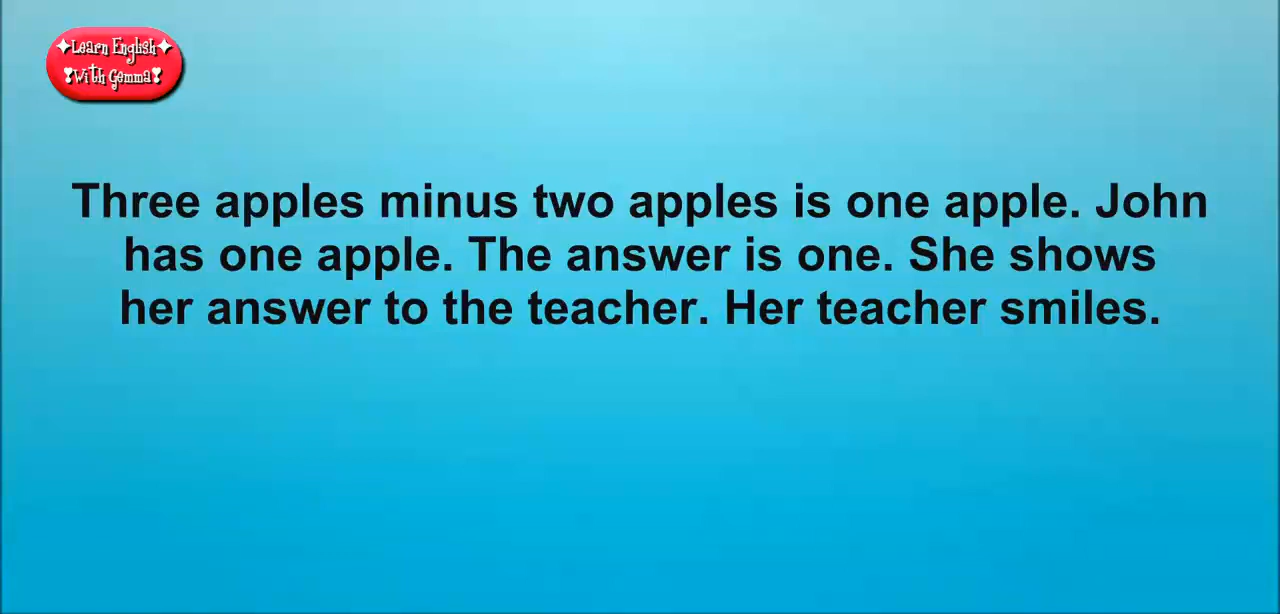 ✦Learn English✦
❣With Gemma❣
Three apples minus two apples is one apple. John
has one apple. The answer is one. She shows
her answer to the teacher. Her teacher smiles.